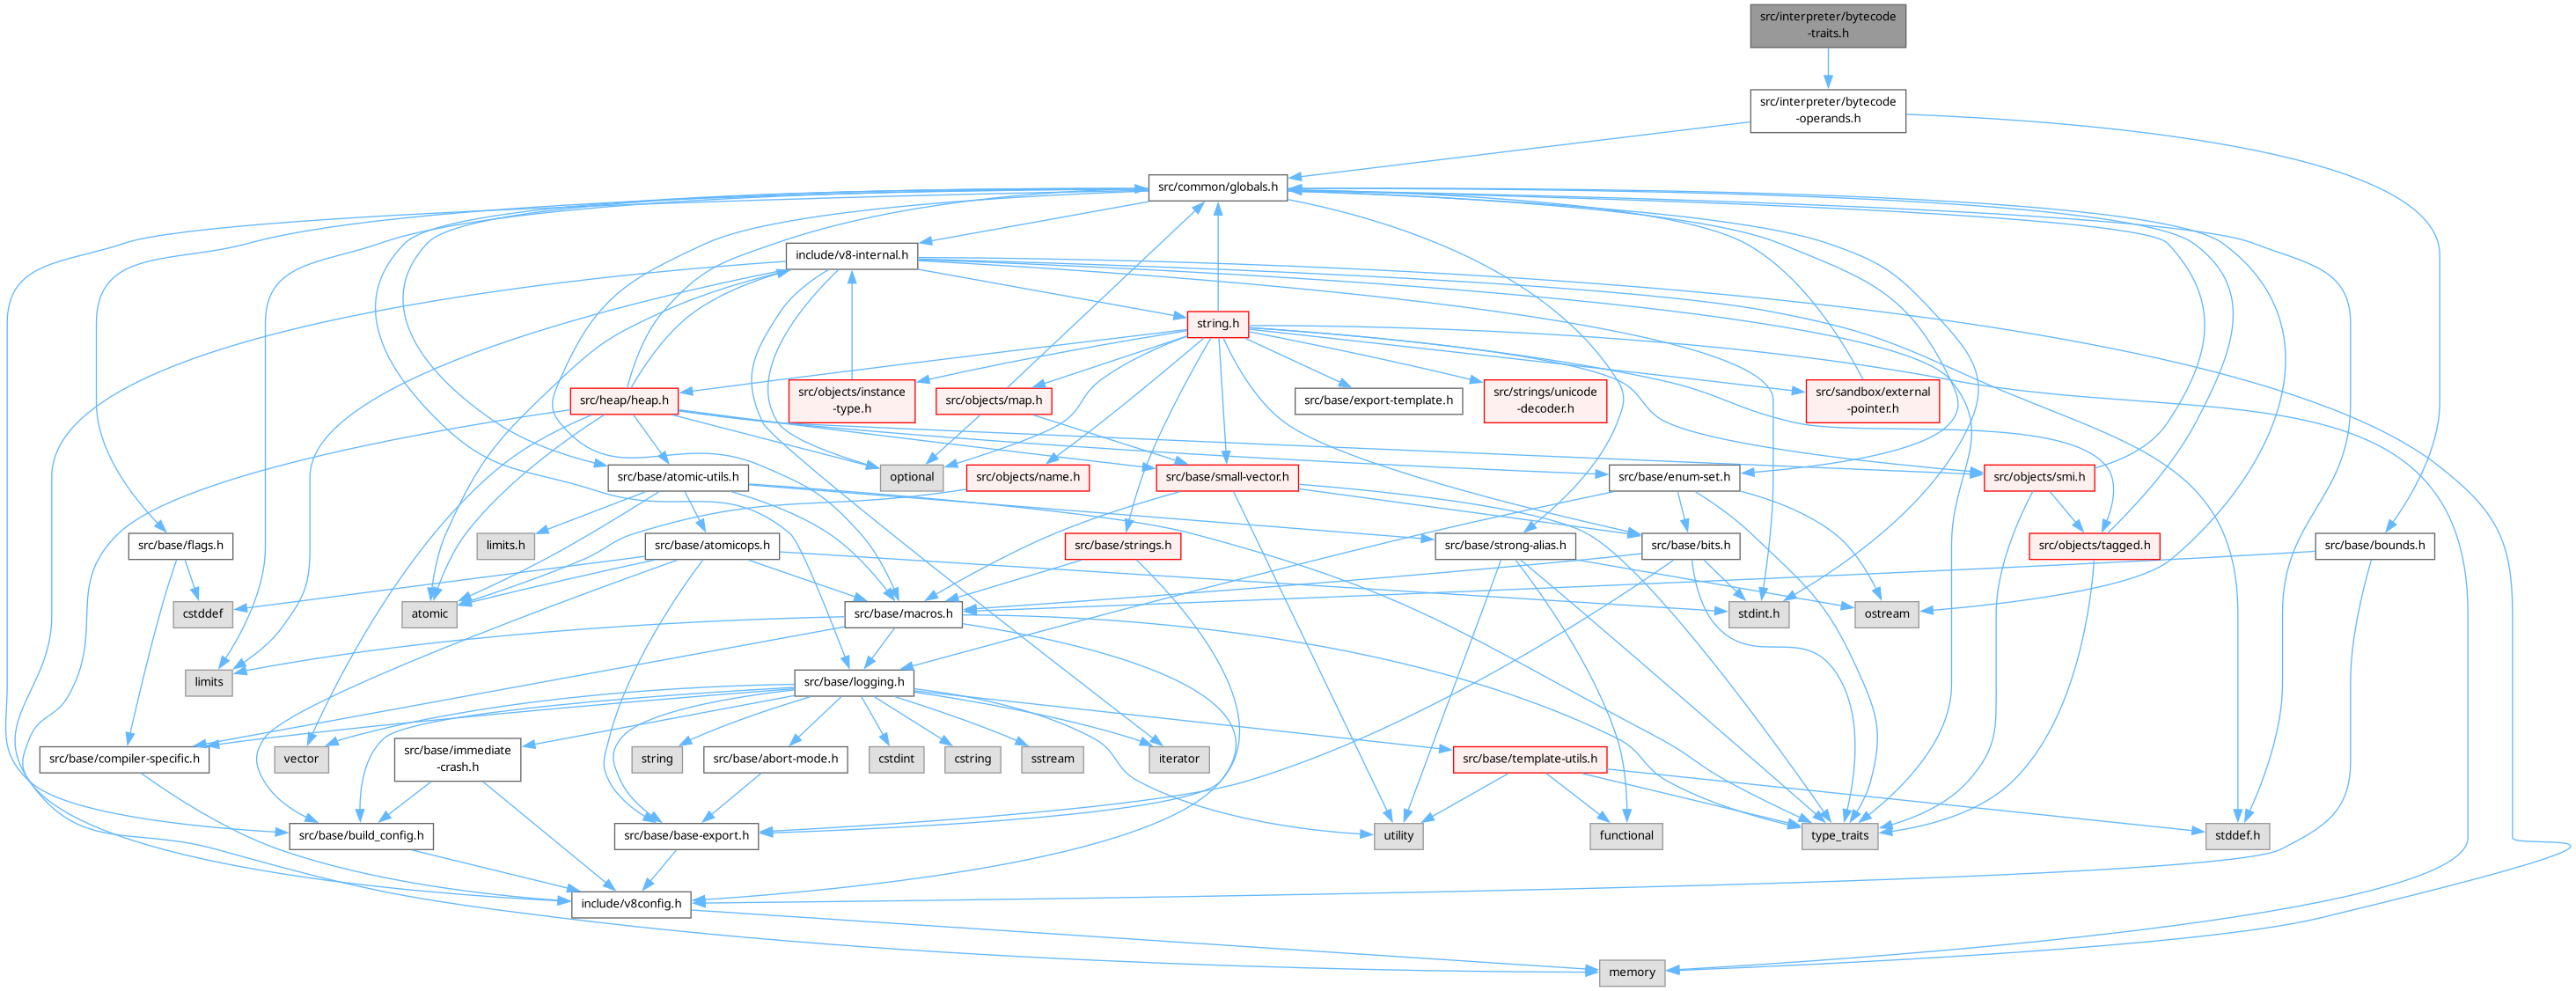 src/interpreter/bytecode
-traits.h
src/interpreter/bytecode
-operands.h
src/common/globals.h
include/v8-internal.h
string.h
src/heap/heap.h
src/objects/instance
-type.h
src/objects/map.h
src/base/export-template.h
src/strings/unicode
-decoder.h
src/sandbox/external
-pointer.h
src/base/atomic-utils.h
optional
src/objects/name.h
src/base/small-vector.h
src/base/enum-set.h
src/objects/smi.h
src/base/flags.h
limits.h
src/base/atomicops.h
src/base/strings.h
src/base/strong-alias.h
src/base/bits.h
src/objects/tagged.h
src/base/bounds.h
cstddef
atomic
src/base/macros.h
stdint.h
ostream
limits
src/base/logging.h
src/base/compiler-specific.h
vector
src/base/immediate
-crash.h
string
src/base/abort-mode.h
cstdint
cstring
sstream
iterator
src/base/template-utils.h
src/base/build_config.h
src/base/base-export.h
utility
functional
type_traits
stddef.h
include/v8config.h
memory